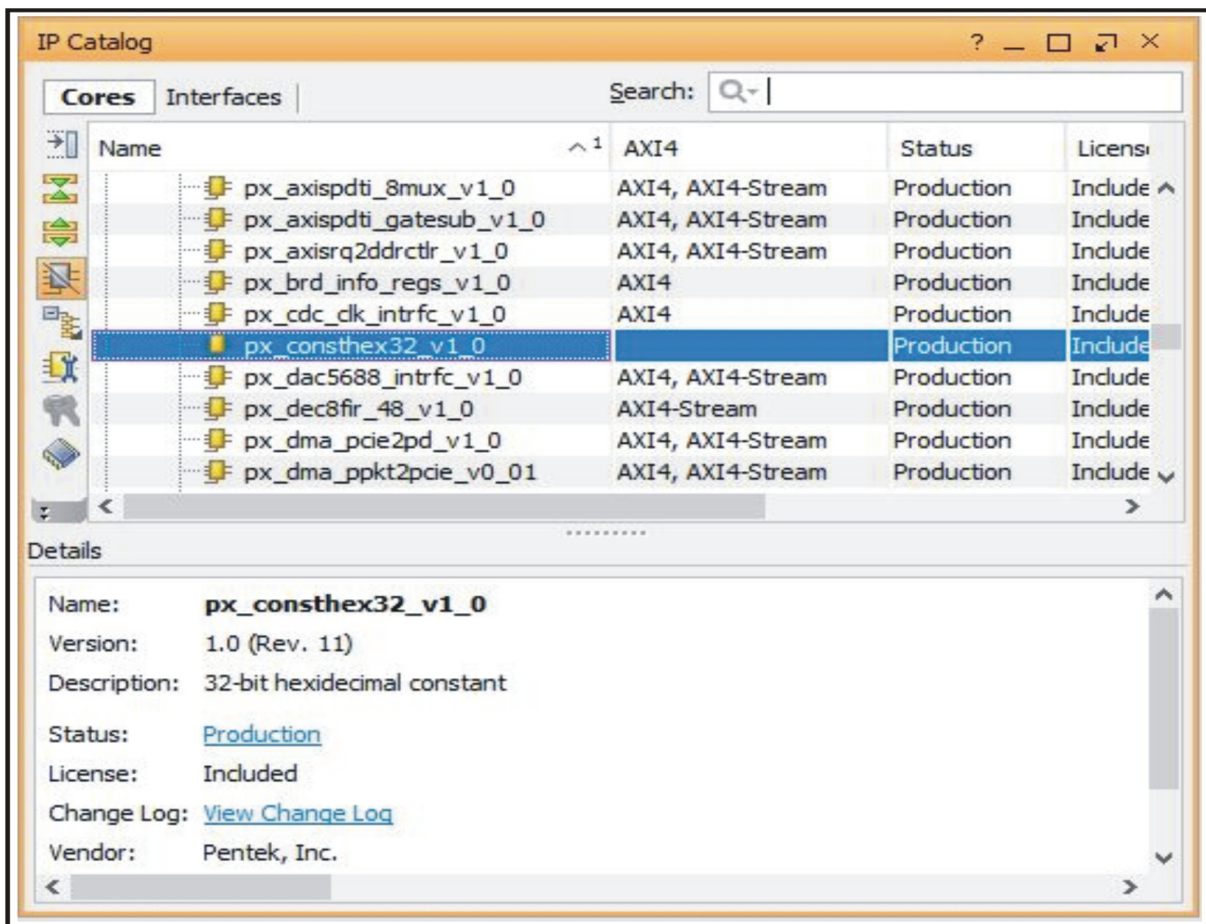 IP Catalog ?
Cores Interfaces Search:
Name 1 AXI4 Status Licens
px_axispdti_8mux_v1_0 AXI4, AXI4-Stream Production Include
px_axispdti_gatesub_v1_0 AXI4, AXI4-Stream Production Include
px_axisrq2ddrctlr_v1_0 AXI4, AXI4-Stream Production Include
px_brd_info_regs_v1_0 AXI4 Production Include
px_cdc_clk_intrfc_v1_0 AXI4 Production Include
px_consthex32_v1_0 Production Include
px_dac5688_intrfc_v1_0 AXI4, AXI4-Stream Production Include
px_dec8fir_48_v1_0 AXI4-Stream Production Include
px_dma_pcie2pd_v1_0 AXI4, AXI4-Stream Production Include
px_dma_ppkt2pcie_v0_01 AXI4, AXI4-Stream Production Include
Details
Name: px_consthex32_v1_0
Version: 1.0 (Rev. 11)
Description: 32-bit hexidecimal constant
Status: Production
License: Included
Change Log: View Change Log
Vendor: Pentek, Inc.